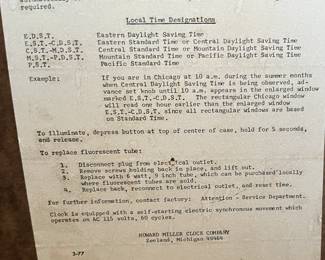 required.
Local Time Designations
E.D.S.T. Eastern Daylight Saving Time
E.S.T.-C.D.S.T. Eastern Standard Time or Central Daylight Saving Time
C.S.T.-M.D.S.T. Central Standard Time or Mountain Daylight Saving Time
M.S.T.-P.D.S.T. Mountain Standard Time or Pacific Daylight Saving Time
P.S.T. Pacific Standard Time
Example: If you are in Chicago at 10 a.m. during the summer months
when Central Daylight Saving Time is being observed, ad-
vance set knob until 10 a.m. appears in the enlarged window
marked E.S.T.-C.D.S.T. The rectangular Chicago window
will read one hour earlier than the enlarged window
E.S.T.-C.D.S.T, since all rectangular windows are based
on Standard Time.
To illuminate, depress button at top of center of case, hold for 5 seconds,
and release.
To replace fluorescent tube:
1. Disconnect plug from electrical outlet.
2. Remove screws holding back in place, and lift out.
3. Replace with 6 watt, 9 inch tube, which can be purchased locally
where fluorescent tubes are sold.
4. Replace back, reconnect to electrical outlet, and reset time.
For further information, contact factory: Attention - Service Department.
Clock is equipped with a self-starting electric synchronous movement which
operates on AC 115 volts, 60 cycles.
HOWARD MILLER CLOCK COMPANY
Zeeland, Michigan 49464
3-77